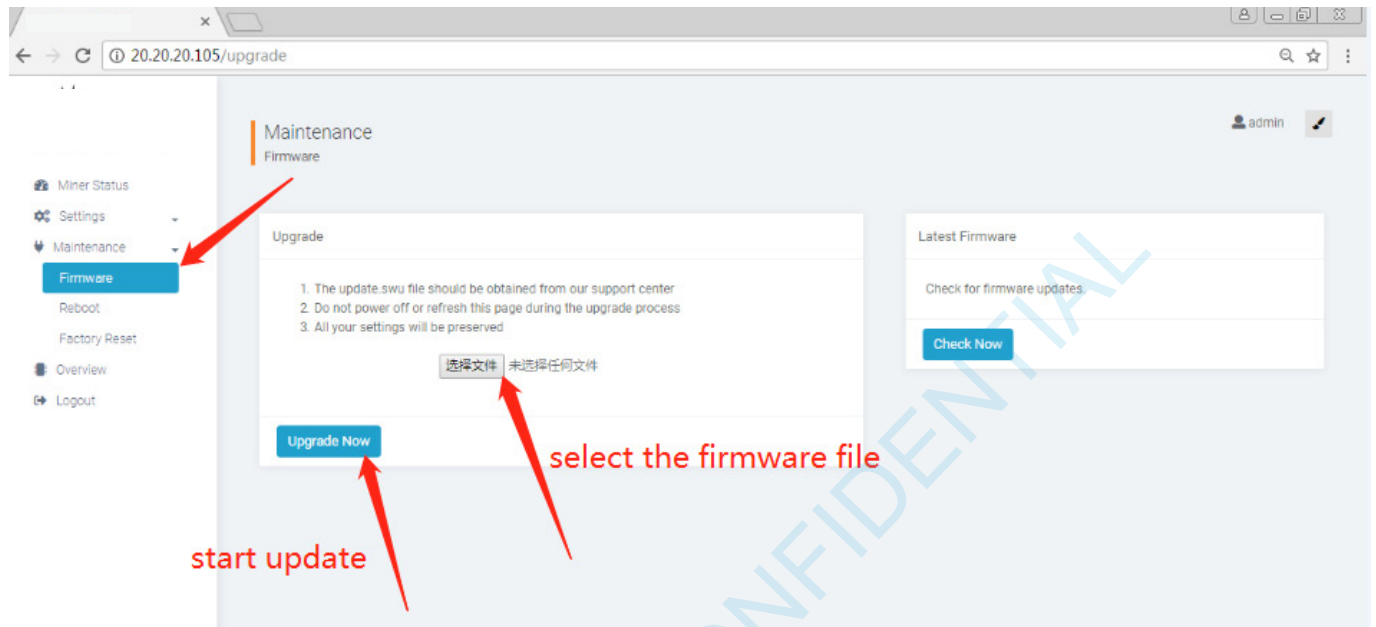 20.20.20.105/upgrade
admin
Maintenance
Firmware
Miner Status
Settings
Maintenance
Firmware
Reboot
Factory Reset
Overview
Logout
Upgrade
1. The update.swu file should be obtained from our support center
2. Do not power off or refresh this page during the upgrade process
3. All your settings will be preserved
选择文件 未选择任何文件
Upgrade Now
Latest Firmware
Check for firmware updates.
Check Now
select the firmware file
start update